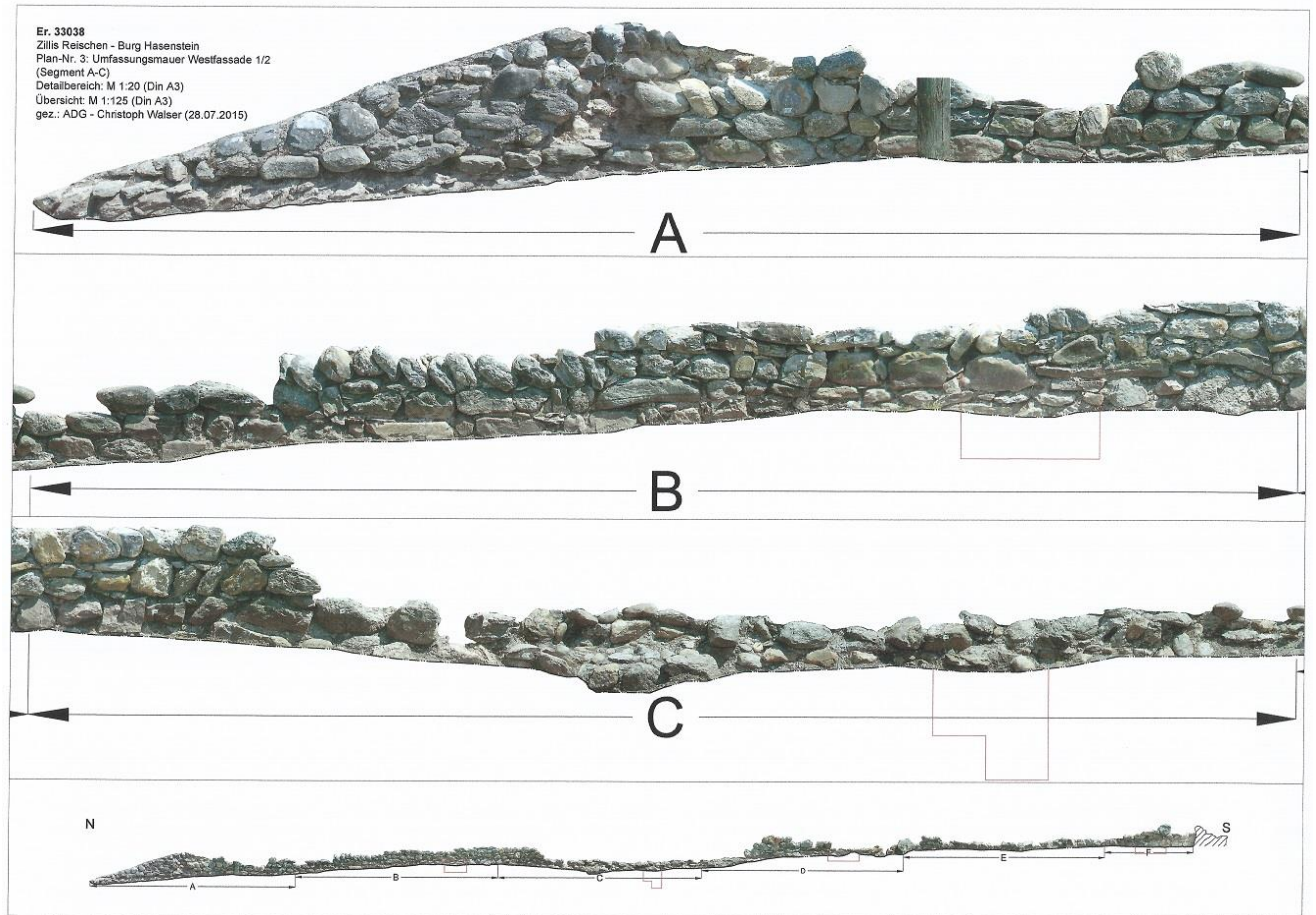 Er. 33038
Zillis Reischen - Burg Hasenstein
Plan-Nr. 3: Umfassungsmauer Westfassade 1/2
(Segment A-C)
Detailbereich: M 1:20 (Din A3)
Übersicht: M 1:125 (Din A3)
gez.: ADG - Christoph Walser (28.07.2015)
A
B
C
N
S
A
B
C
D
E
F